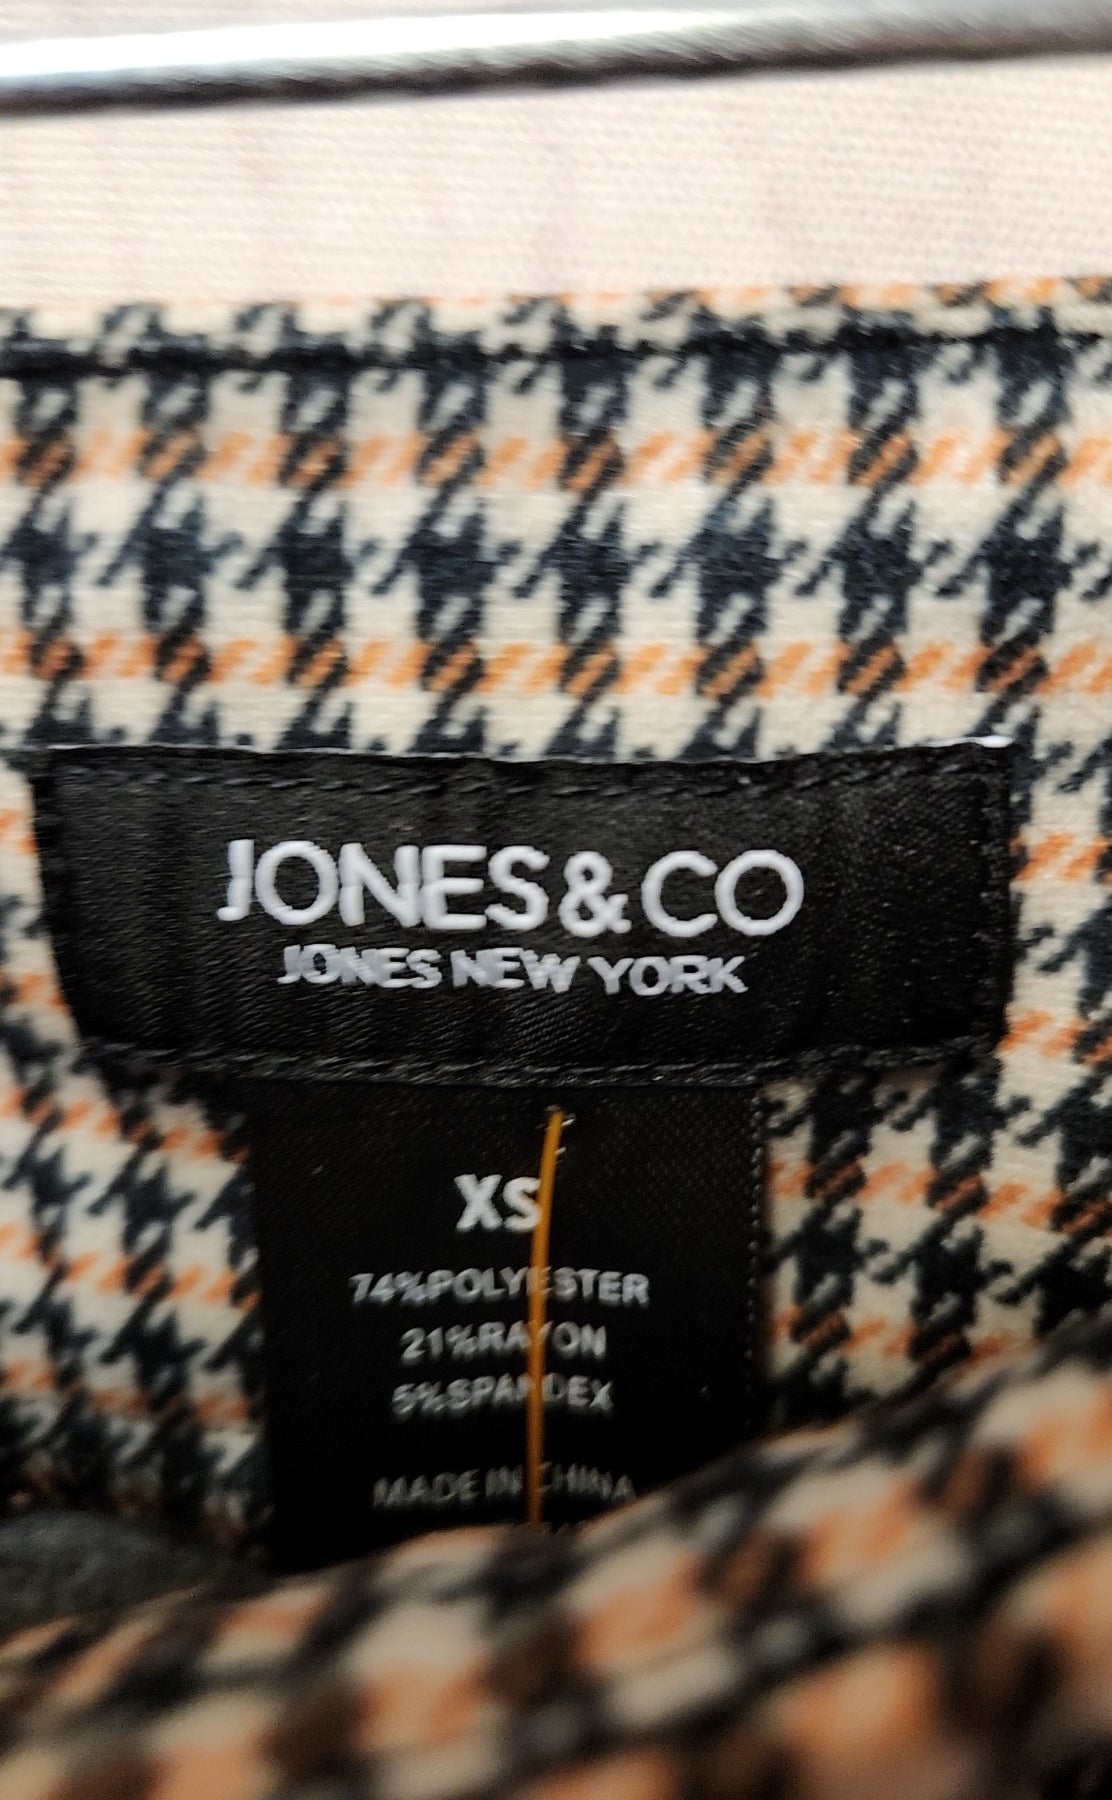 JONES&CO
JONES NEW YORK
XS
74%POLYESTER
21%RAYON
5%SPANDEX
MADE IN CHINA